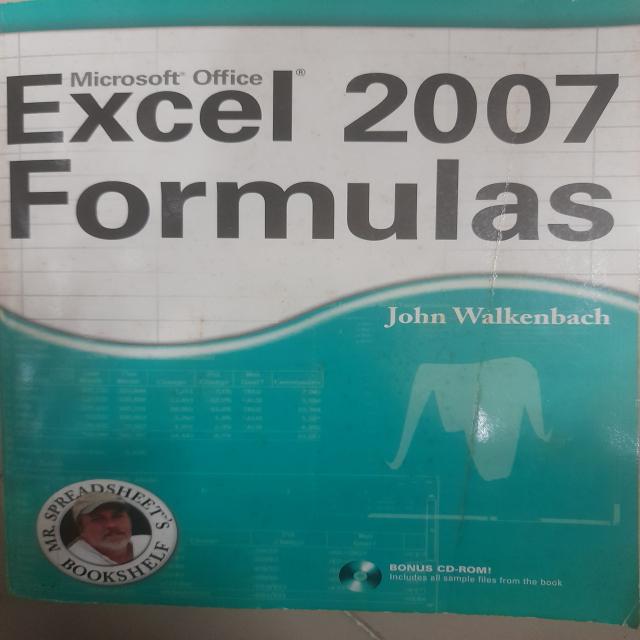 Microsoft® Office
Excel® 2007
Formulas
John Walkenbach
MR. SPREADSHEET'S
BOOKSHELF
BONUS CD-ROM!
Includes all sample files from the book